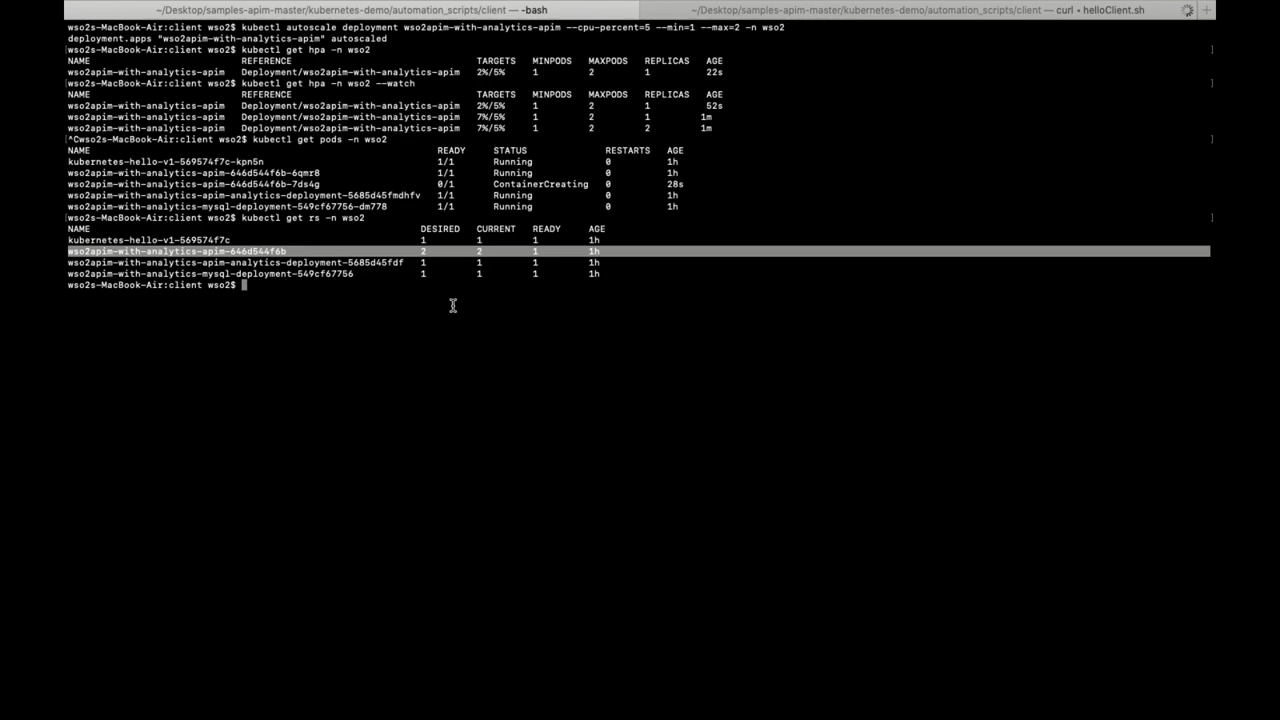 ~/Desktop/samples-apim-master/kubernetes-demo/automation_scripts/client — -bash
~/Desktop/samples-apim-master/kubernetes-demo/automation_scripts/client — curl • helloClient.sh
wso2s-MacBook-Air:client wso2$ kubectl autoscale deployment wso2apim-with-analytics-apim --cpu-percent=5 --min=1 --max=2 -n wso2
deployment.apps "wso2apim-with-analytics-apim" autoscaled
[wso2s-MacBook-Air:client wso2$ kubectl get hpa -n wso2 ]
NAME REFERENCE TARGETS MINPODS MAXPODS REPLICAS AGE
wso2apim-with-analytics-apim Deployment/wso2apim-with-analytics-apim 2%/5% 1 2 1 22s
[wso2s-MacBook-Air:client wso2$ kubectl get hpa -n wso2 --watch ]
NAME REFERENCE TARGETS MINPODS MAXPODS REPLICAS AGE
wso2apim-with-analytics-apim Deployment/wso2apim-with-analytics-apim 2%/5% 1 2 1 52s
wso2apim-with-analytics-apim Deployment/wso2apim-with-analytics-apim 7%/5% 1 2 1 1m
wso2apim-with-analytics-apim Deployment/wso2apim-with-analytics-apim 7%/5% 1 2 2 1m
[^Cwso2s-MacBook-Air:client wso2$ kubectl get pods -n wso2 ]
NAME READY STATUS RESTARTS AGE
kubernetes-hello-v1-569574f7c-kpn5n 1/1 Running 0 1h
wso2apim-with-analytics-apim-646d544f6b-6qmr8 1/1 Running 0 1h
wso2apim-with-analytics-apim-646d544f6b-7ds4g 0/1 ContainerCreating 0 28s
wso2apim-with-analytics-apim-analytics-deployment-5685d45fmdhfv 1/1 Running 0 1h
wso2apim-with-analytics-mysql-deployment-549cf67756-dm778 1/1 Running 0 1h
[wso2s-MacBook-Air:client wso2$ kubectl get rs -n wso2 ]
NAME DESIRED CURRENT READY AGE
kubernetes-hello-v1-569574f7c 1 1 1 1h
wso2apim-with-analytics-apim-646d544f6b 2 2 1 1h
wso2apim-with-analytics-apim-analytics-deployment-5685d45fdf 1 1 1 1h
wso2apim-with-analytics-mysql-deployment-549cf67756 1 1 1 1h
wso2s-MacBook-Air:client wso2$